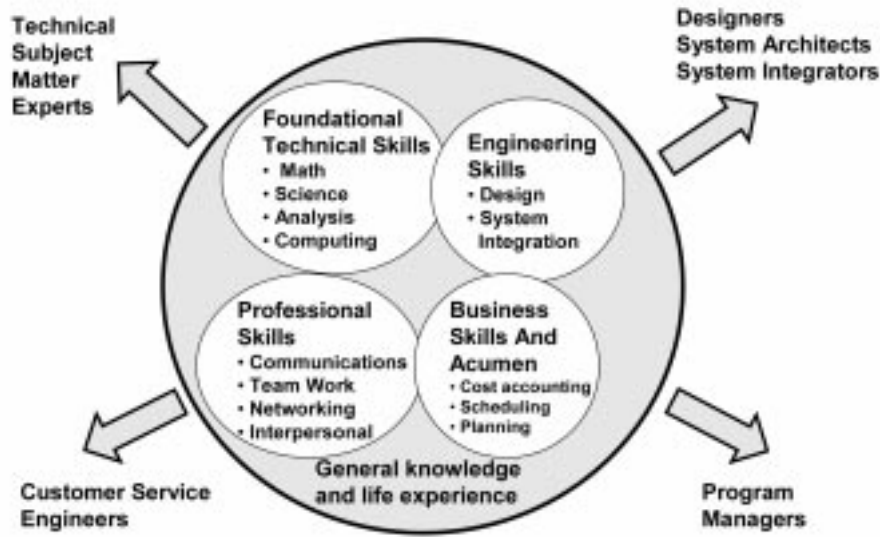 Technical
Subject
Matter
Experts
Designers
System Architects
System Integrators
Foundational
Technical Skills
• Math
• Science
• Analysis
• Computing
Engineering
Skills
• Design
• System
Integration
Professional
Skills
• Communications
• Team Work
• Networking
• Interpersonal
Business
Skills And
Acumen
• Cost accounting
• Scheduling
• Planning
General knowledge
and life experience
Customer Service
Engineers
Program
Managers